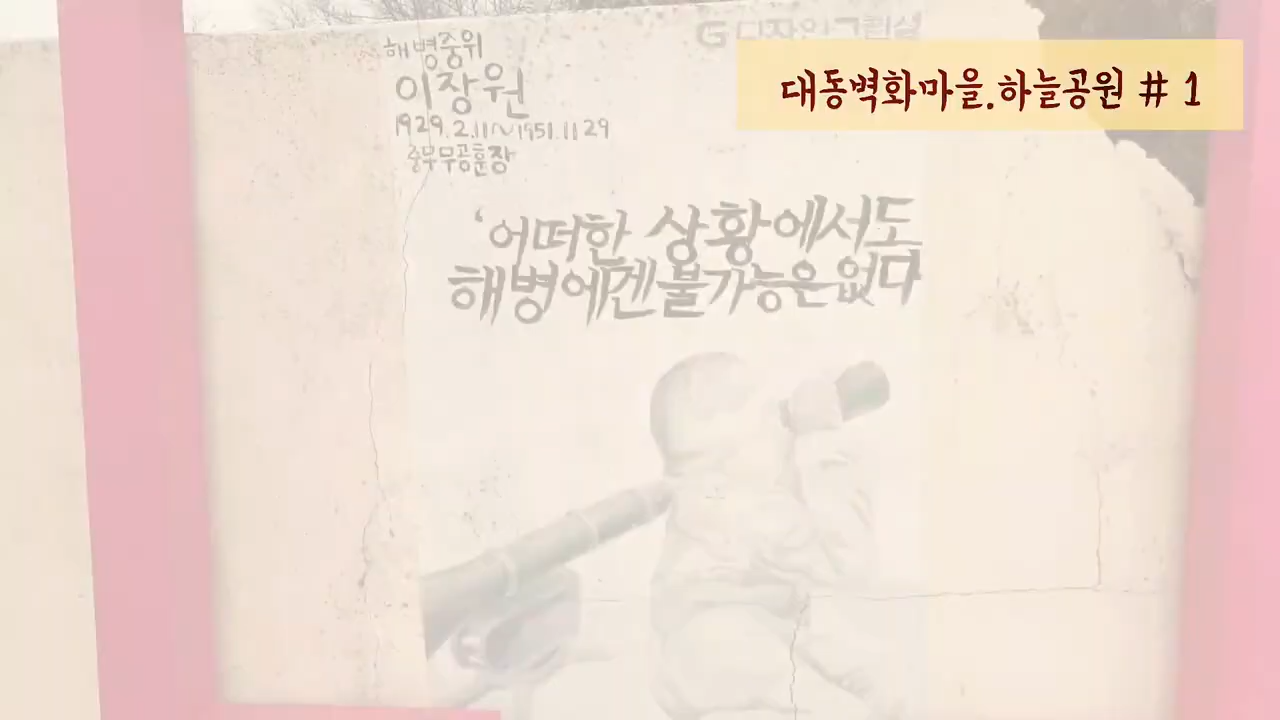 해병중위
이장원
1929.2.11~1951.11.29
충무무공훈장
'어떠한 상황에서도
해병에겐 불가능은 없다
G 디자인그림설
대동벽화마을.하늘공원 # 1